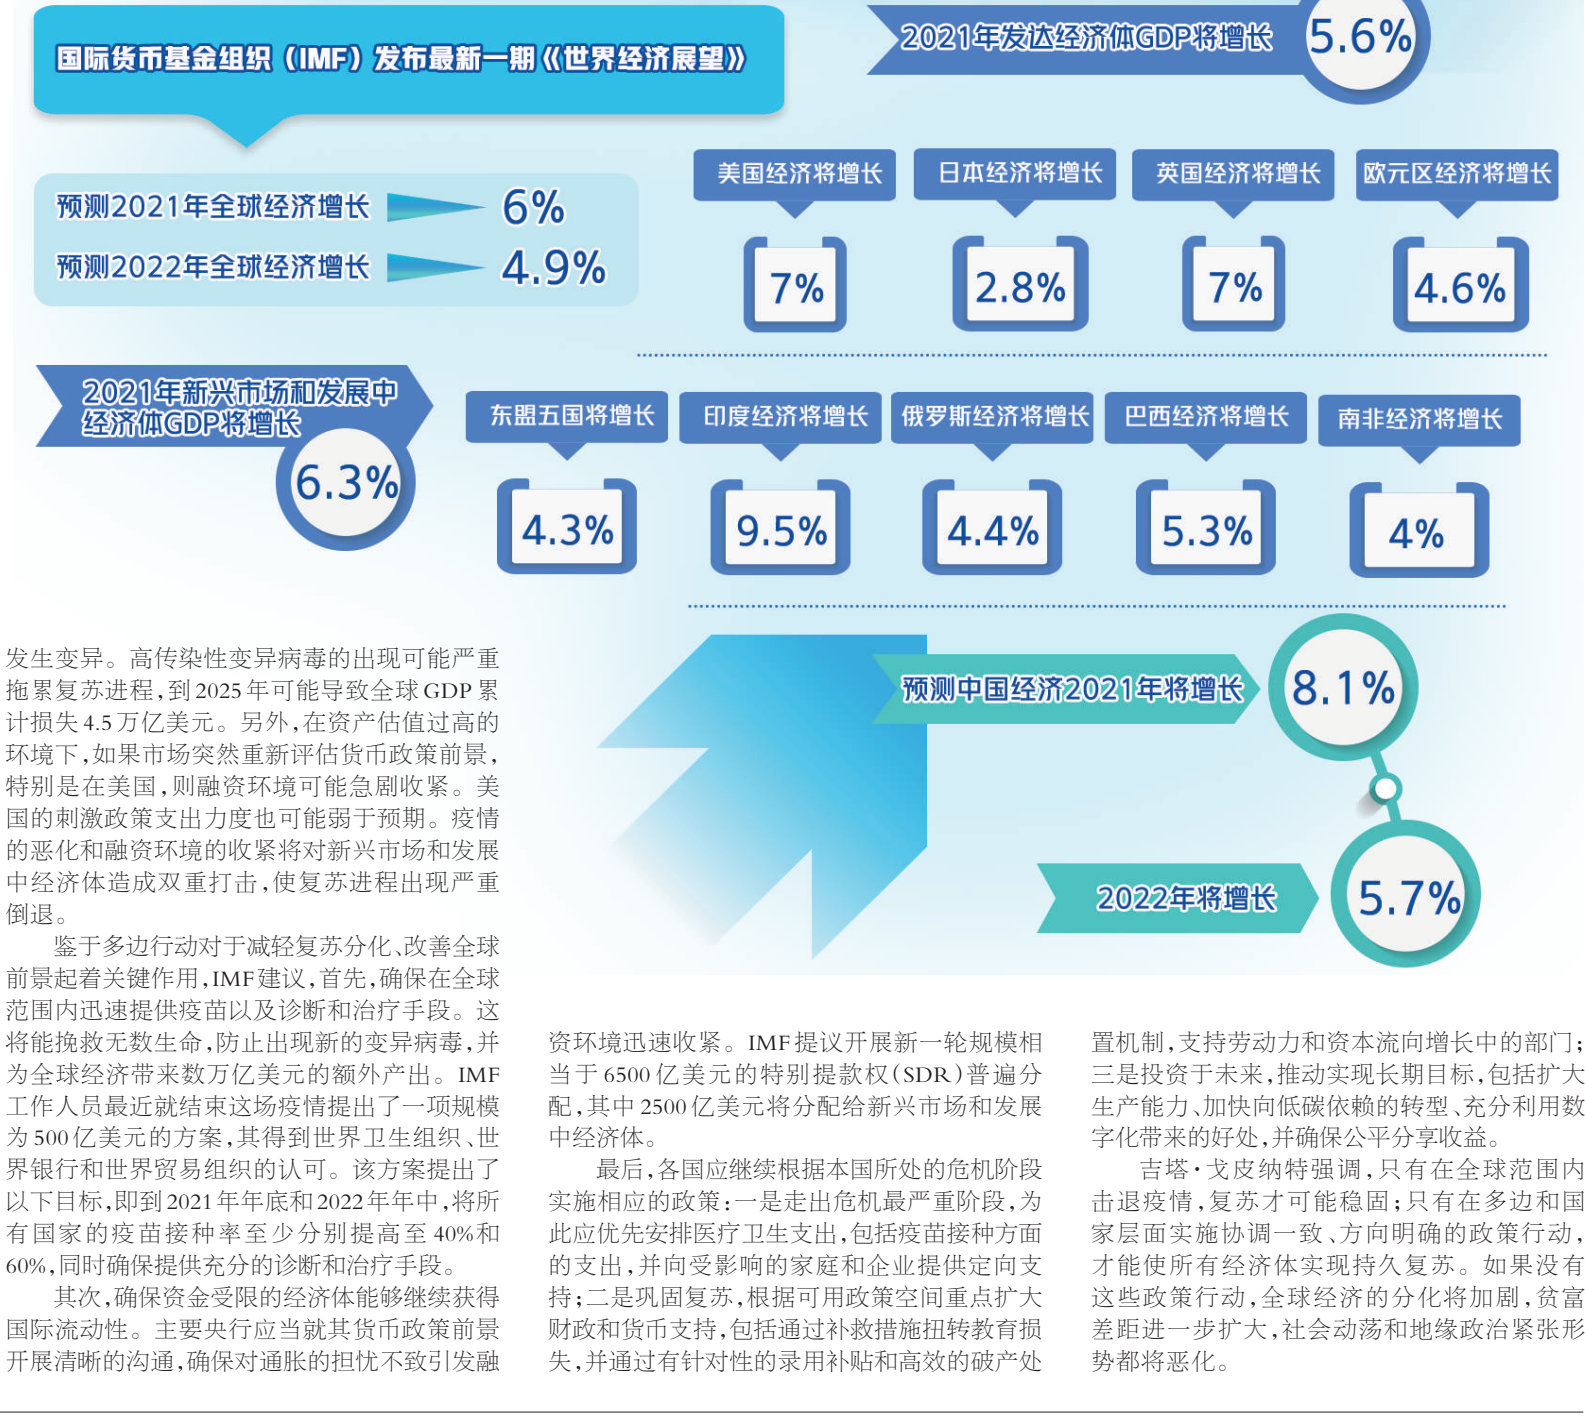 国际货币基金组织（IMF）发布最新一期《世界经济展望》
预测2021年全球经济增长 6%
预测2022年全球经济增长 4.9%
2021年发达经济体GDP将增长 5.6%
美国经济将增长 日本经济将增长 英国经济将增长 欧元区经济将增长
7% 2.8% 7% 4.6%
2021年新兴市场和发展中
经济体GDP将增长
6.3%
东盟五国将增长 印度经济将增长 俄罗斯经济将增长 巴西经济将增长 南非经济将增长
4.3% 9.5% 4.4% 5.3% 4%
预测中国经济2021年将增长 8.1%
2022年将增长 5.7%
发生变异。高传染性变异病毒的出现可能严重
拖累复苏进程,到2025年可能导致全球GDP累
计损失4.5万亿美元。另外,在资产估值过高的
环境下,如果市场突然重新评估货币政策前景,
特别是在美国,则融资环境可能急剧收紧。美
国的刺激政策支出力度也可能弱于预期。疫情
的恶化和融资环境的收紧将对新兴市场和发展
中经济体造成双重打击,使复苏进程出现严重
倒退。
鉴于多边行动对于减轻复苏分化、改善全球
前景起着关键作用,IMF建议,首先,确保在全球
范围内迅速提供疫苗以及诊断和治疗手段。这
将能挽救无数生命,防止出现新的变异病毒,并
为全球经济带来数万亿美元的额外产出。IMF
工作人员最近就结束这场疫情提出了一项规模
为500亿美元的方案,其得到世界卫生组织、世
界银行和世界贸易组织的认可。该方案提出了
以下目标,即到2021年年底和2022年年中,将所
有国家的疫苗接种率至少分别提高至40%和
60%,同时确保提供充分的诊断和治疗手段。
其次,确保资金受限的经济体能够继续获得
国际流动性。主要央行应当就其货币政策前景
开展清晰的沟通,确保对通胀的担忧不致引发融
资环境迅速收紧。IMF提议开展新一轮规模相
当于6500亿美元的特别提款权(SDR)普遍分
配,其中2500亿美元将分配给新兴市场和发展
中经济体。
最后,各国应继续根据本国所处的危机阶段
实施相应的政策:一是走出危机最严重阶段,为
此应优先安排医疗卫生支出,包括疫苗接种方面
的支出,并向受影响的家庭和企业提供定向支
持;二是巩固复苏,根据可用政策空间重点扩大
财政和货币支持,包括通过补救措施扭转教育损
失,并通过有针对性的录用补贴和高效的破产处
置机制,支持劳动力和资本流向增长中的部门;
三是投资于未来,推动实现长期目标,包括扩大
生产能力、加快向低碳依赖的转型、充分利用数
字化带来的好处,并确保公平分享收益。
吉塔·戈皮纳特强调,只有在全球范围内
击退疫情,复苏才可能稳固;只有在多边和国
家层面实施协调一致、方向明确的政策行动,
才能使所有经济体实现持久复苏。如果没有
这些政策行动,全球经济的分化将加剧,贫富
差距进一步扩大,社会动荡和地缘政治紧张形
势都将恶化。